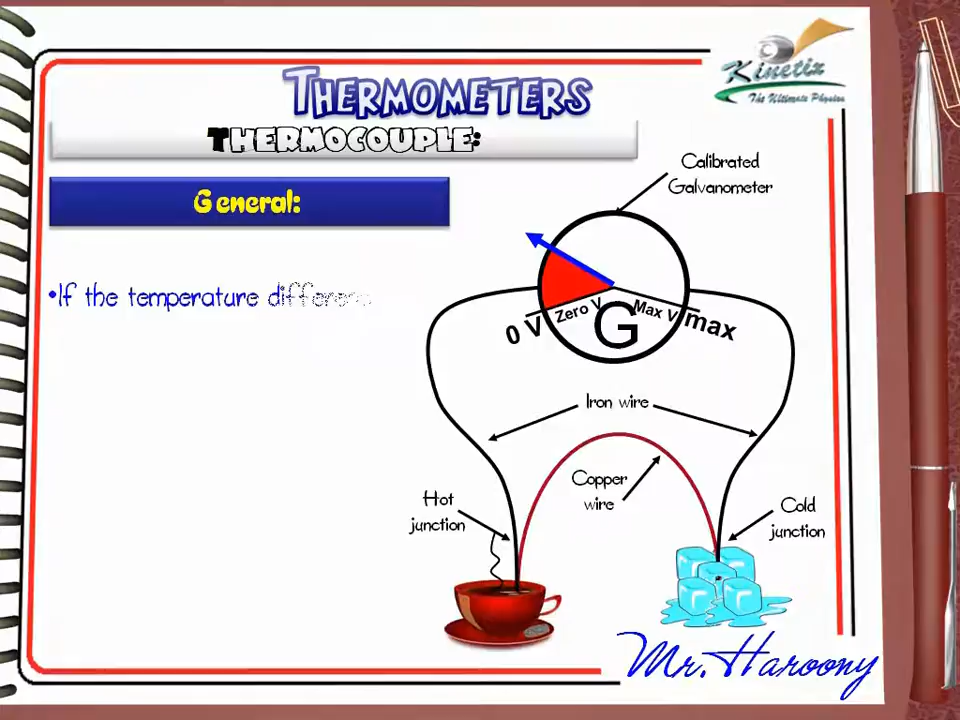 Kinetix
The Ultimate Physics
THERMOMETERS
THERMOCOUPLE:
General:
Calibrated
Galvanometer
•If the temperature differenc
Zero V
Max V
0 V
G
max
Iron wire
Copper
wire
Hot
junction
Cold
junction
Mr.Haroony